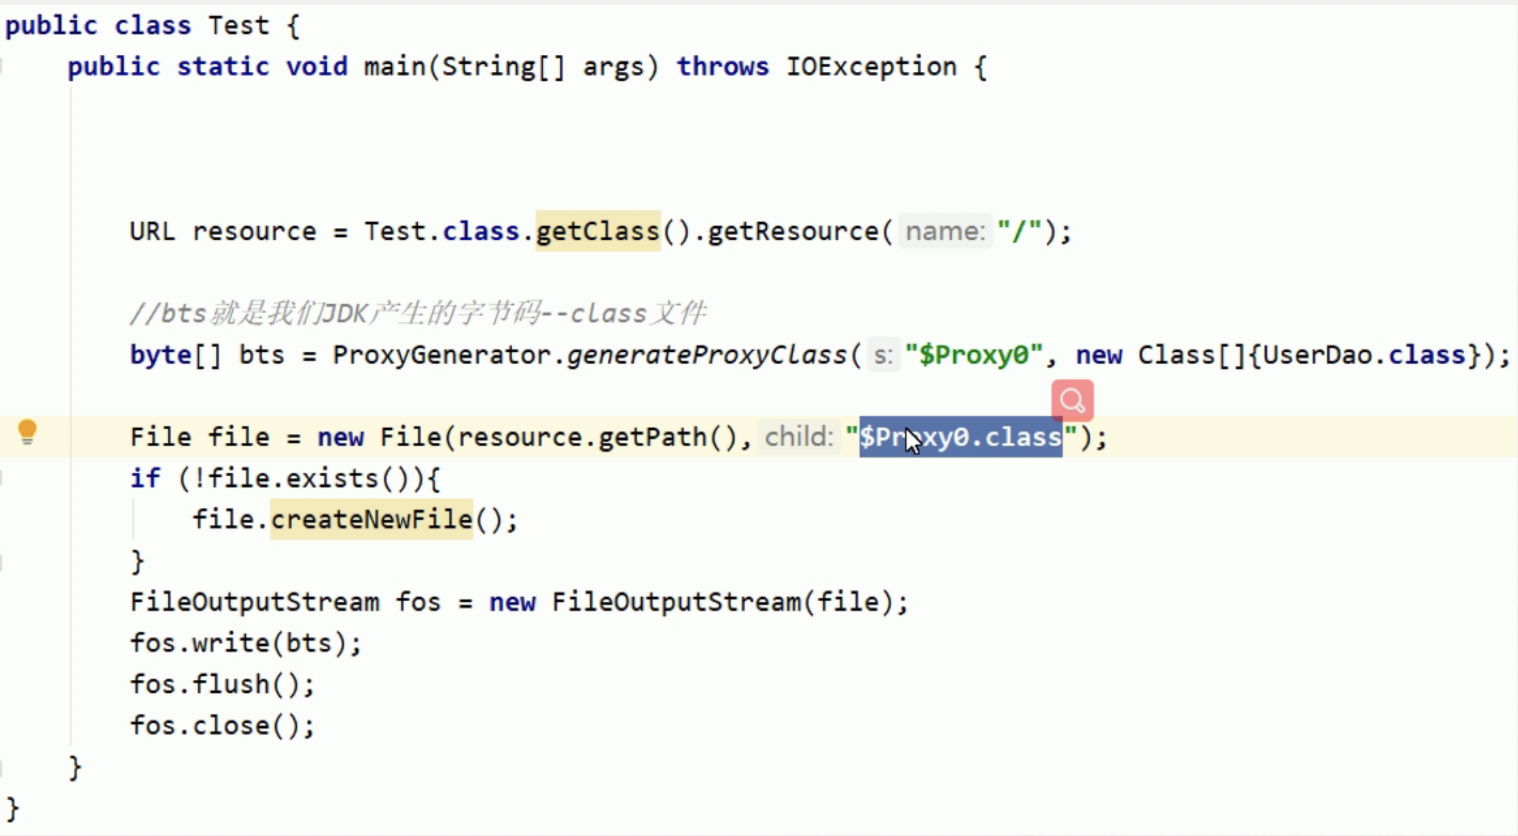 public class Test {
public static void main(String[] args) throws IOException {
URL resource = Test.class.getClass().getResource( name: "/");
//bts就是我们JDK产生的字节码--class文件
byte[] bts = ProxyGenerator.generateProxyClass( s: "$Proxy0", new Class[]{UserDao.class});
File file = new File(resource.getPath(), child: "$Proxy0.class");
if (!file.exists()){
file.createNewFile();
}
FileOutputStream fos = new FileOutputStream(file);
fos.write(bts);
fos.flush();
fos.close();
}
}